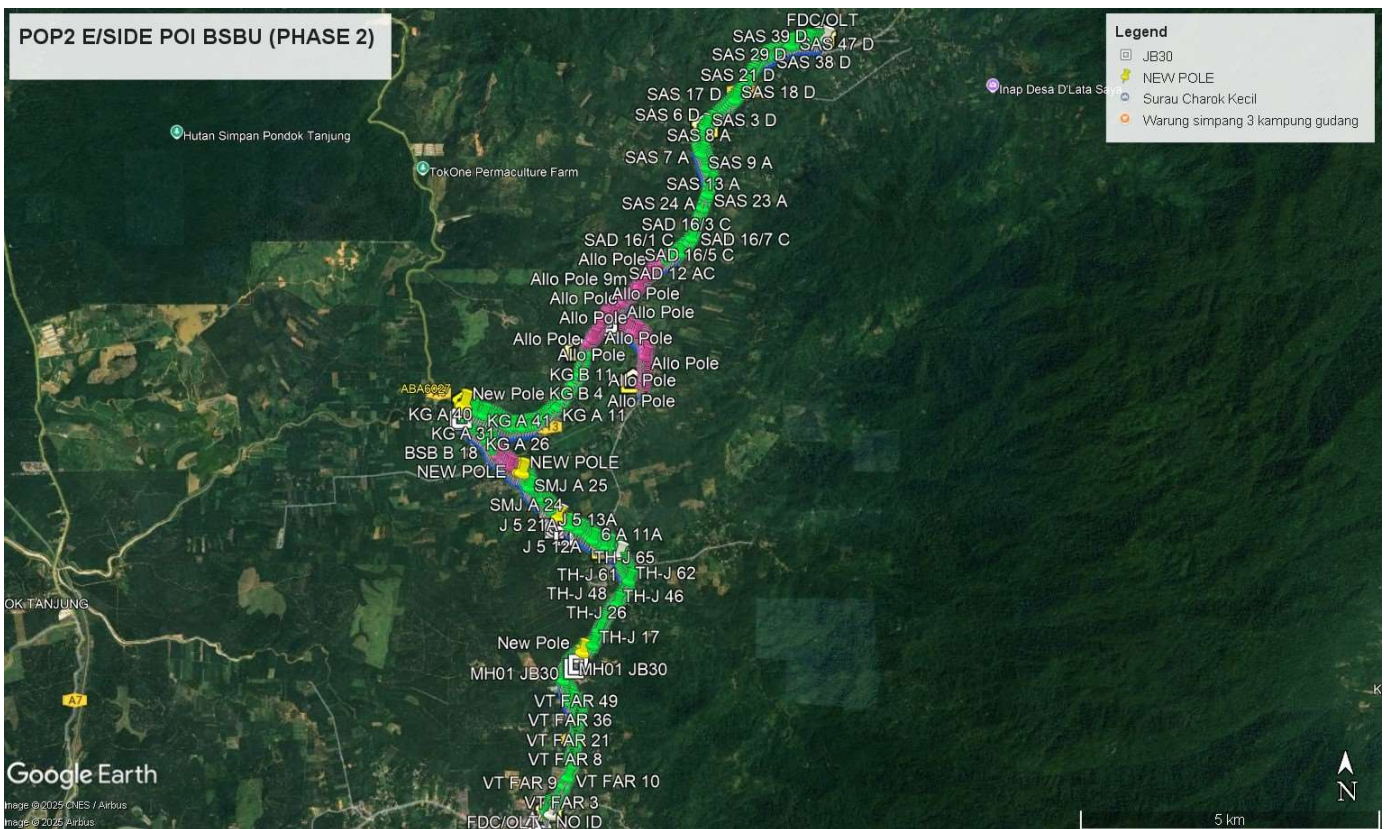 POP2 E/SIDE POI BSBU (PHASE 2)
Legend
JB30
NEW POLE
Surau Charok Kecil
Warung simpang 3 kampung gudang
FDC/OLT
SAS 39 D
SAS 47 D
SAS 29 D
SAS 38 D
SAS 21 D
SAS 17 D
SAS 18 D
Inap Desa D'Lata Saya
SAS 6 D
SAS 3 D
SAS 8 A
Hutan Simpan Pondok Tanjung
TokOne Permaculture Farm
SAS 7 A
SAS 9 A
SAS 13 A
SAS 24 A
SAS 23 A
SAD 16/3 C
SAD 16/1 C
SAD 16/7 C
Allo Pole
SAD 16/5 C
Allo Pole 9m
SAD 12 AC
Allo Pole
Allo Pole
Allo Pole
Allo Pole
Allo Pole
Allo Pole
Allo Pole
Allo Pole
KG B 11
Allo Pole
ABA6027
New Pole
KG B 4
Allo Pole
KG A 40
KG A 41
KG A 11
KG A 31
KG A 26
BSB B 18
NEW POLE
NEW POLE
SMJ A 25
SMJ A 24
J 5 13A
J 5 21A
6 A 11A
J 5 12A
TH-J 65
TH-J 61
TH-J 62
TH-J 48
TH-J 46
OK TANJUNG
TH-J 26
New Pole
TH-J 17
MH01 JB30
MH01 JB30
A7
VT FAR 49
VT FAR 36
VT FAR 21
VT FAR 8
VT FAR 9
VT FAR 10
VT FAR 3
FDC/OLT
NO ID
Google Earth
Image © 2025 CNES / Airbus
Image © 2025 Airbus
N
5 km